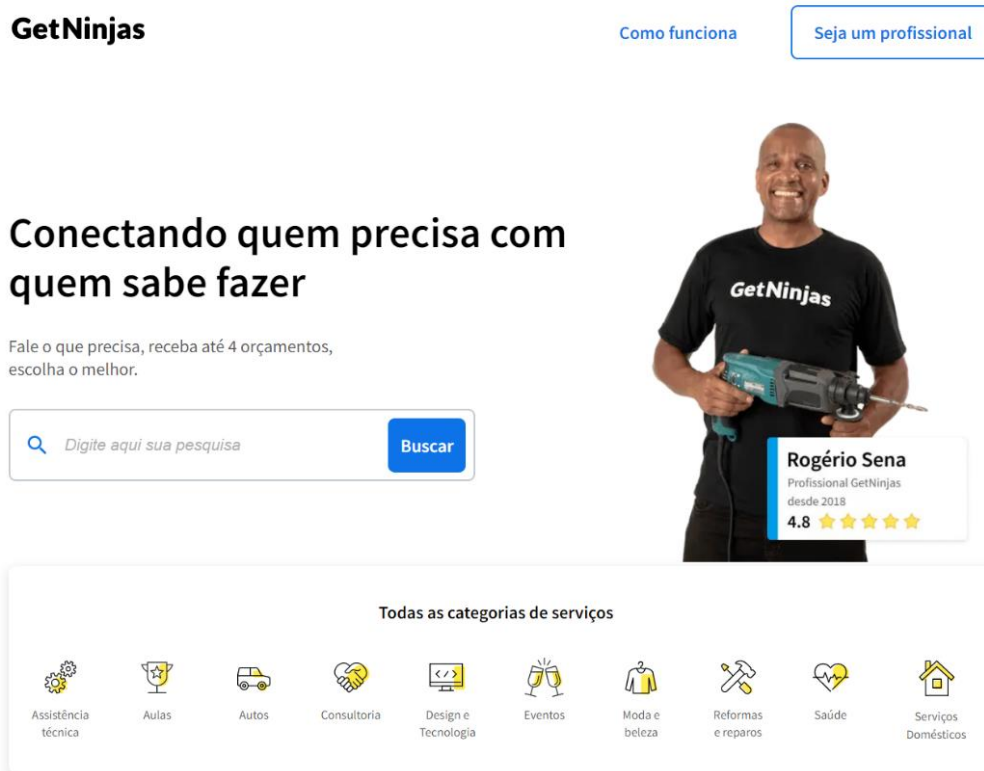 GetNinjas
Como funciona
Seja um profissional
Conectando quem precisa com
quem sabe fazer
Fale o que precisa, receba até 4 orçamentos,
escolha o melhor.
Digite aqui sua pesquisa
Buscar
GetNinjas
Rogério Sena
Profissional GetNinjas
desde 2018
4.8
Todas as categorias de serviços
Assistência
técnica
Aulas
Autos
Consultoria
Design e
Tecnologia
Eventos
Moda e
beleza
Reformas
e reparos
Saúde
Serviços
Domésticos